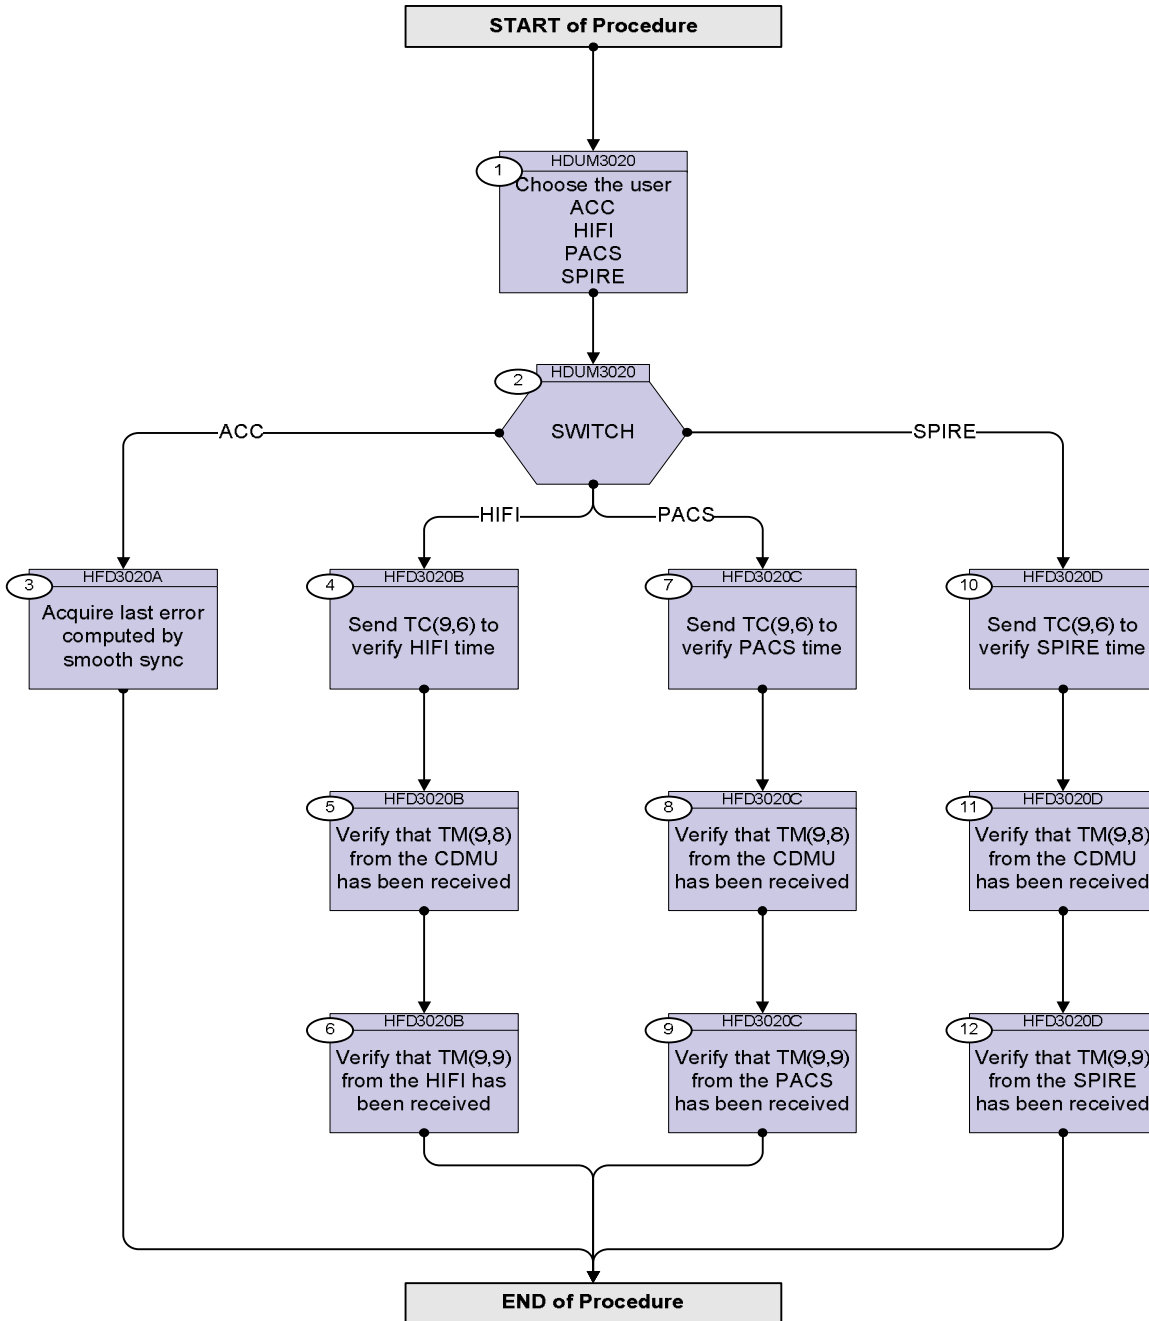 START of Procedure
HDUM3020
1
Choose the user
ACC
HIFI
PACS
SPIRE
HDUM3020
2
SWITCH
ACC
SPIRE
HIFI
PACS
HFD3020A
3
Acquire last error
computed by
smooth sync
HFD3020B
4
Send TC(9,6) to
verify HIFI time
HFD3020C
7
Send TC(9,6) to
verify PACS time
HFD3020D
10
Send TC(9,6) to
verify SPIRE time
HFD3020B
5
Verify that TM(9,8)
from the CDMU
has been received
HFD3020C
8
Verify that TM(9,8)
from the CDMU
has been received
HFD3020D
11
Verify that TM(9,8)
from the CDMU
has been received
HFD3020B
6
Verify that TM(9,9)
from the HIFI has
been received
HFD3020C
9
Verify that TM(9,9)
from the PACS
has been received
HFD3020D
12
Verify that TM(9,9)
from the SPIRE
has been received
END of Procedure